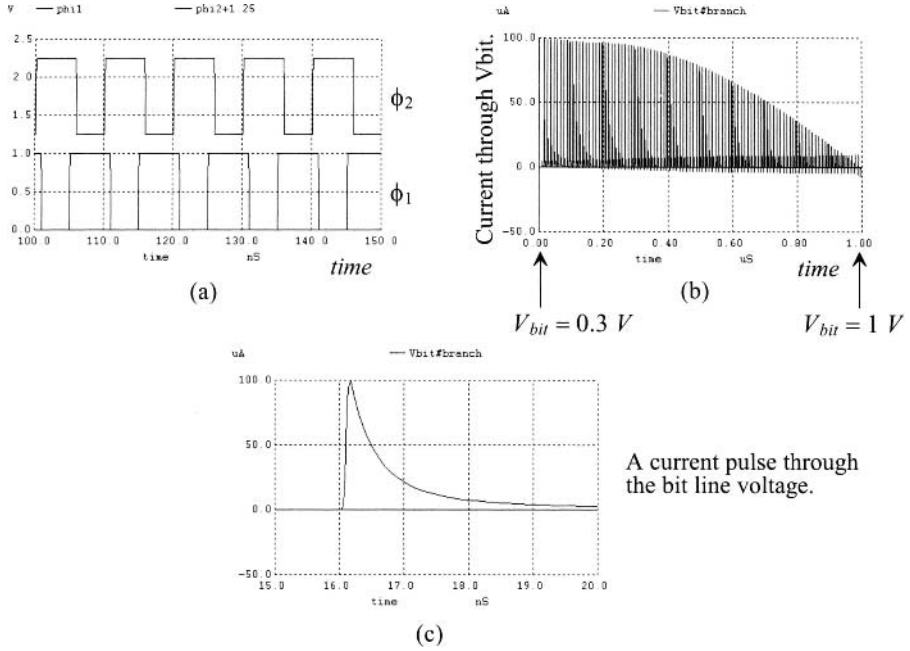 V — phi1 — phi2+1 25
2.5
2.0
1.5
1.0
0.5
0.0
ϕ2
ϕ1
100.0 110.0 120.0 130.0 140.0 150.0
time nS time
(a)
uA — Vbit#branch
Current through Vbit.
100.0
50.0
0.0
-50.0
0.00 0.20 0.40 0.60 0.80 1.00
time uS time
(b)
Vbit = 0.3 V
Vbit = 1 V
uA — Vbit#branch
100.0
50.0
0.0
-50.0
15.0 16.0 17.0 18.0 19.0 20.0
time nS
A current pulse through
the bit line voltage.
(c)